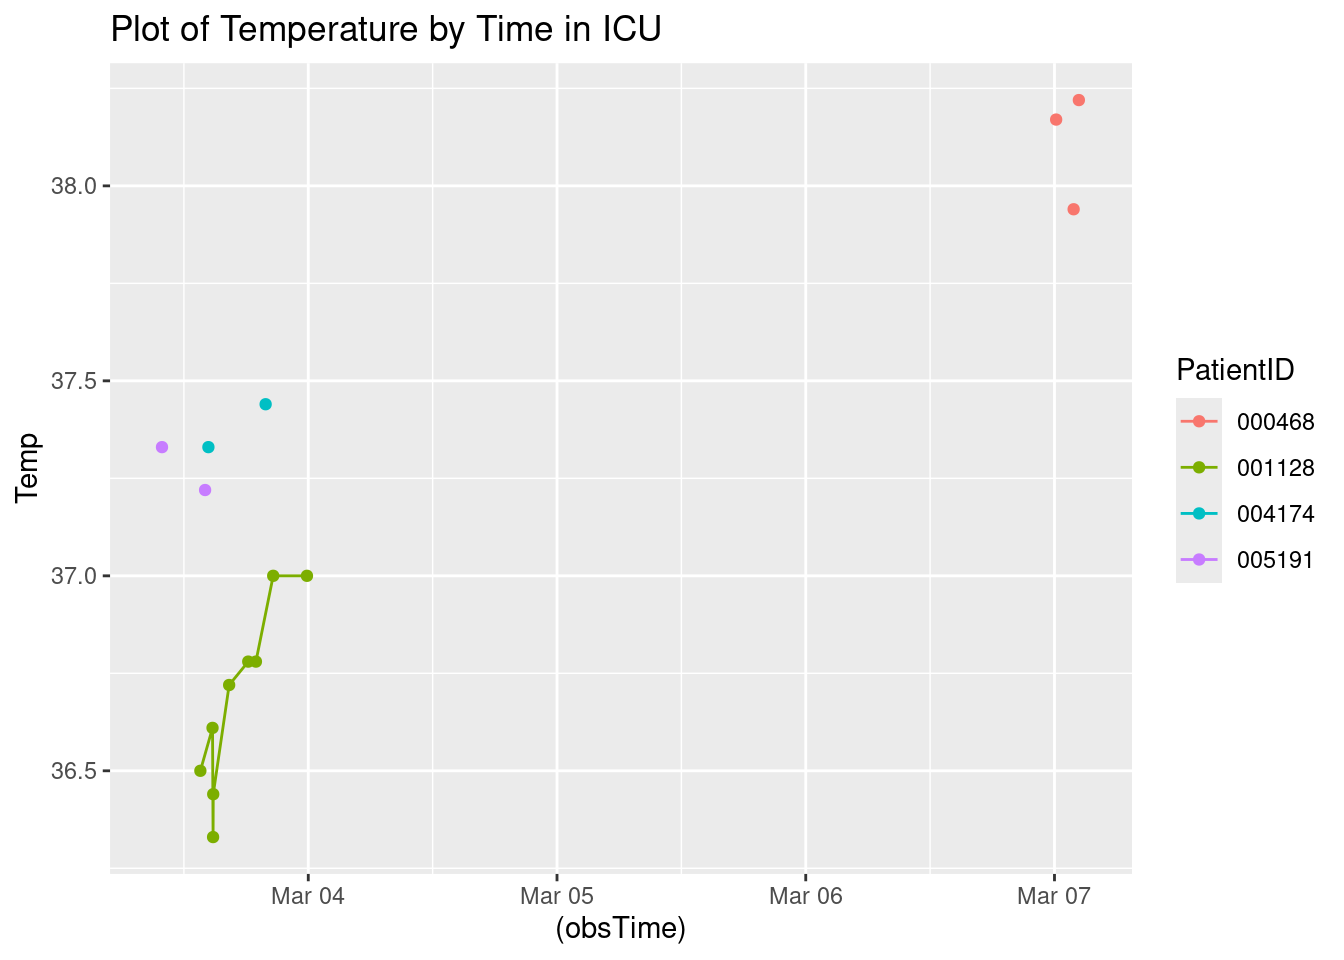 Plot of Temperature by Time in ICU
38.0
37.5
37.0
36.5
Temp
Mar 04
Mar 05
Mar 06
Mar 07
(obsTime)
PatientID
000468
001128
004174
005191